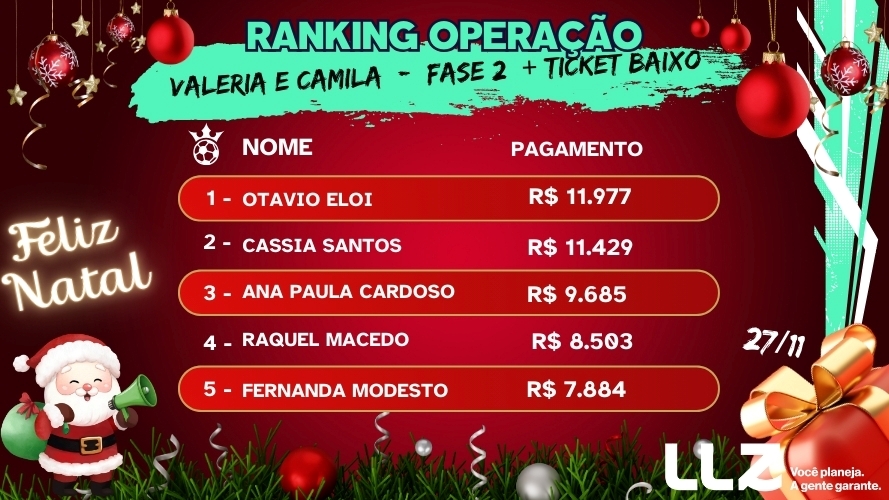 RANKING OPERAÇÃO
VALERIA E CAMILA - FASE 2 + TICKET BAIXO
NOME PAGAMENTO
1 - OTAVIO ELOI R$ 11.977
2 - CASSIA SANTOS R$ 11.429
3 - ANA PAULA CARDOSO R$ 9.685
4 - RAQUEL MACEDO R$ 8.503
5 - FERNANDA MODESTO R$ 7.884
Feliz
Natal
27/11
LLZ
Você planeja.
A gente garante.